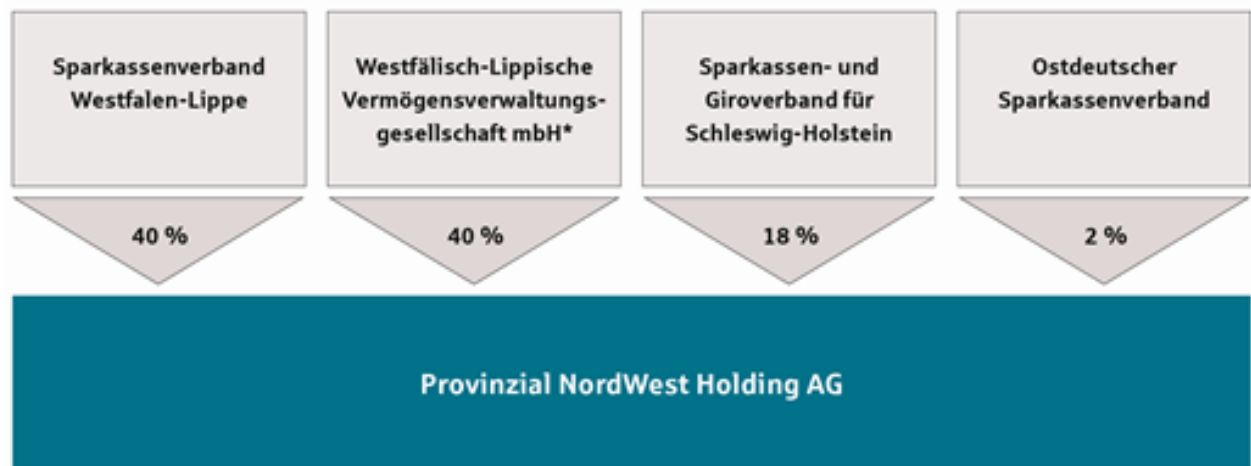 Sparkassenverband
Westfalen-Lippe
Westfälisch-Lippische
Vermögensverwaltungs-
gesellschaft mbH*
Sparkassen- und
Giroverband für
Schleswig-Holstein
Ostdeutscher
Sparkassenverband
40 %
40 %
18 %
2 %
Provinzial NordWest Holding AG